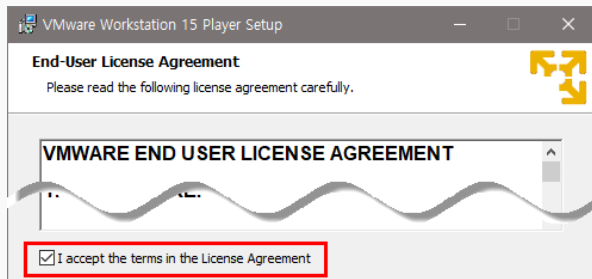 VMware Workstation 15 Player Setup
End-User License Agreement
Please read the following license agreement carefully.
VMWARE END USER LICENSE AGREEMENT
I accept the terms in the License Agreement